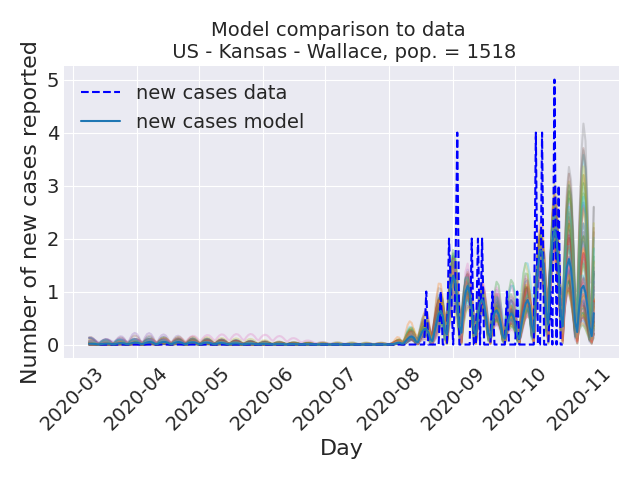 Model comparison to data
US - Kansas - Wallace, pop. = 1518
Number of new cases reported
5
4
3
2
1
0
new cases data
new cases model
2020-03
2020-04
2020-05
2020-06
2020-07
2020-08
2020-09
2020-10
2020-11
Day